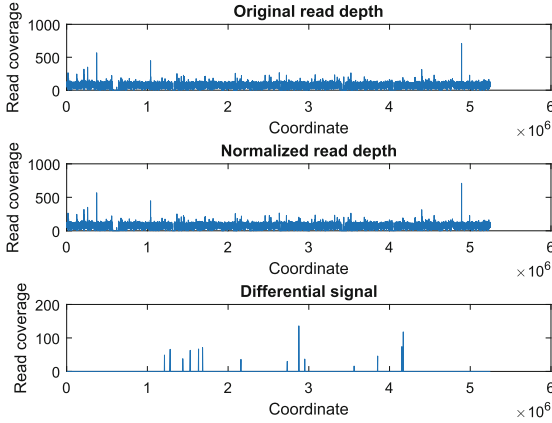 Original read depth
1000
500
0
Read coverage
0 1 2 3 4 5 6
Coordinate
×10^6
Normalized read depth
1000
500
0
Read coverage
0 1 2 3 4 5 6
Coordinate
×10^6
Differential signal
200
100
0
Read coverage
0 1 2 3 4 5 6
Coordinate
×10^6